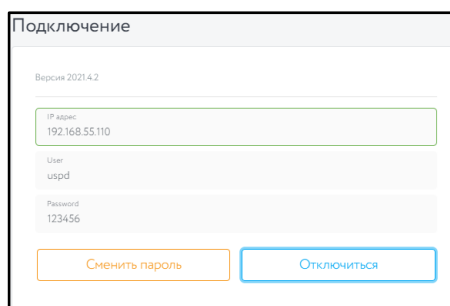 Подключение
Версия 2021.4.2
IP адрес
192.168.55.110
User
uspd
Password
123456
Сменить пароль
Отключиться